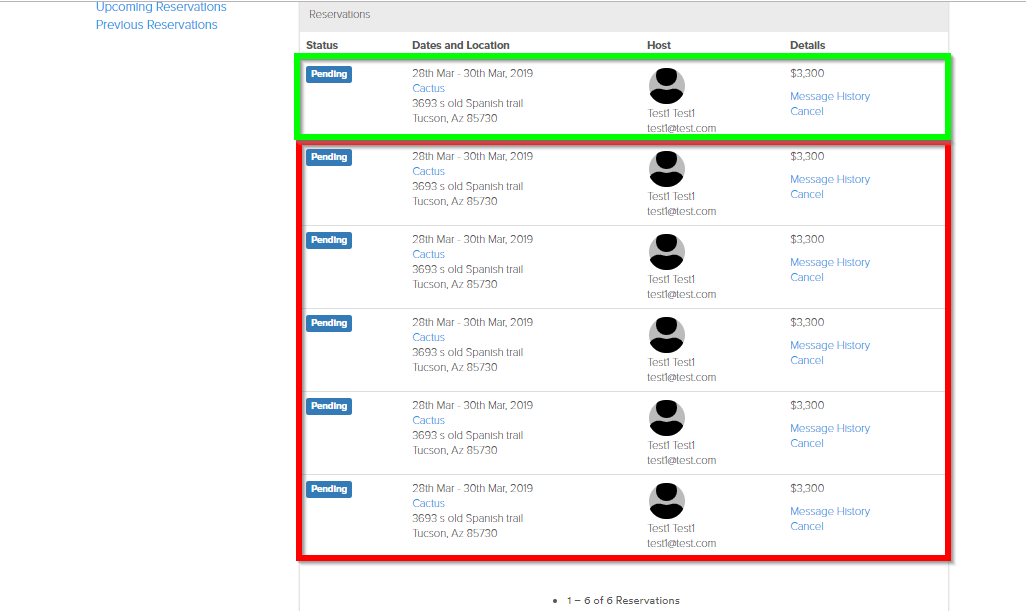 Upcoming Reservations
Previous Reservations
Reservations
Status Dates and Location Host Details
Pending 28th Mar - 30th Mar, 2019 $3,300
Cactus Message History
3693 s old Spanish trail Test1 Test1 Cancel
Tucson, Az 85730 test1@test.com
Pending 28th Mar - 30th Mar, 2019 $3,300
Cactus Message History
3693 s old Spanish trail Test1 Test1 Cancel
Tucson, Az 85730 test1@test.com
Pending 28th Mar - 30th Mar, 2019 $3,300
Cactus Message History
3693 s old Spanish trail Test1 Test1 Cancel
Tucson, Az 85730 test1@test.com
Pending 28th Mar - 30th Mar, 2019 $3,300
Cactus Message History
3693 s old Spanish trail Test1 Test1 Cancel
Tucson, Az 85730 test1@test.com
Pending 28th Mar - 30th Mar, 2019 $3,300
Cactus Message History
3693 s old Spanish trail Test1 Test1 Cancel
Tucson, Az 85730 test1@test.com
Pending 28th Mar - 30th Mar, 2019 $3,300
Cactus Message History
3693 s old Spanish trail Test1 Test1 Cancel
Tucson, Az 85730 test1@test.com
• 1 – 6 of 6 Reservations